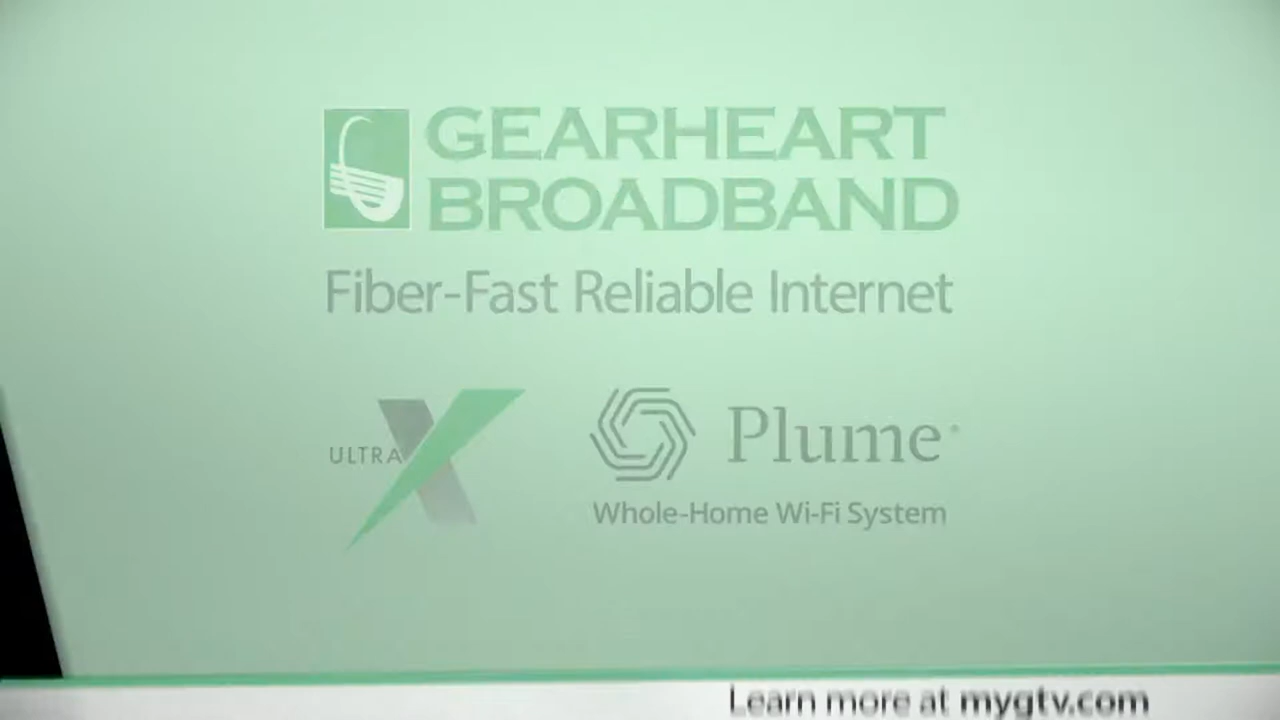 GEARHEART
BROADBAND
Fiber-Fast Reliable Internet
ULTRA X
Plume®
Whole-Home Wi-Fi System
Learn more at mygtv.com